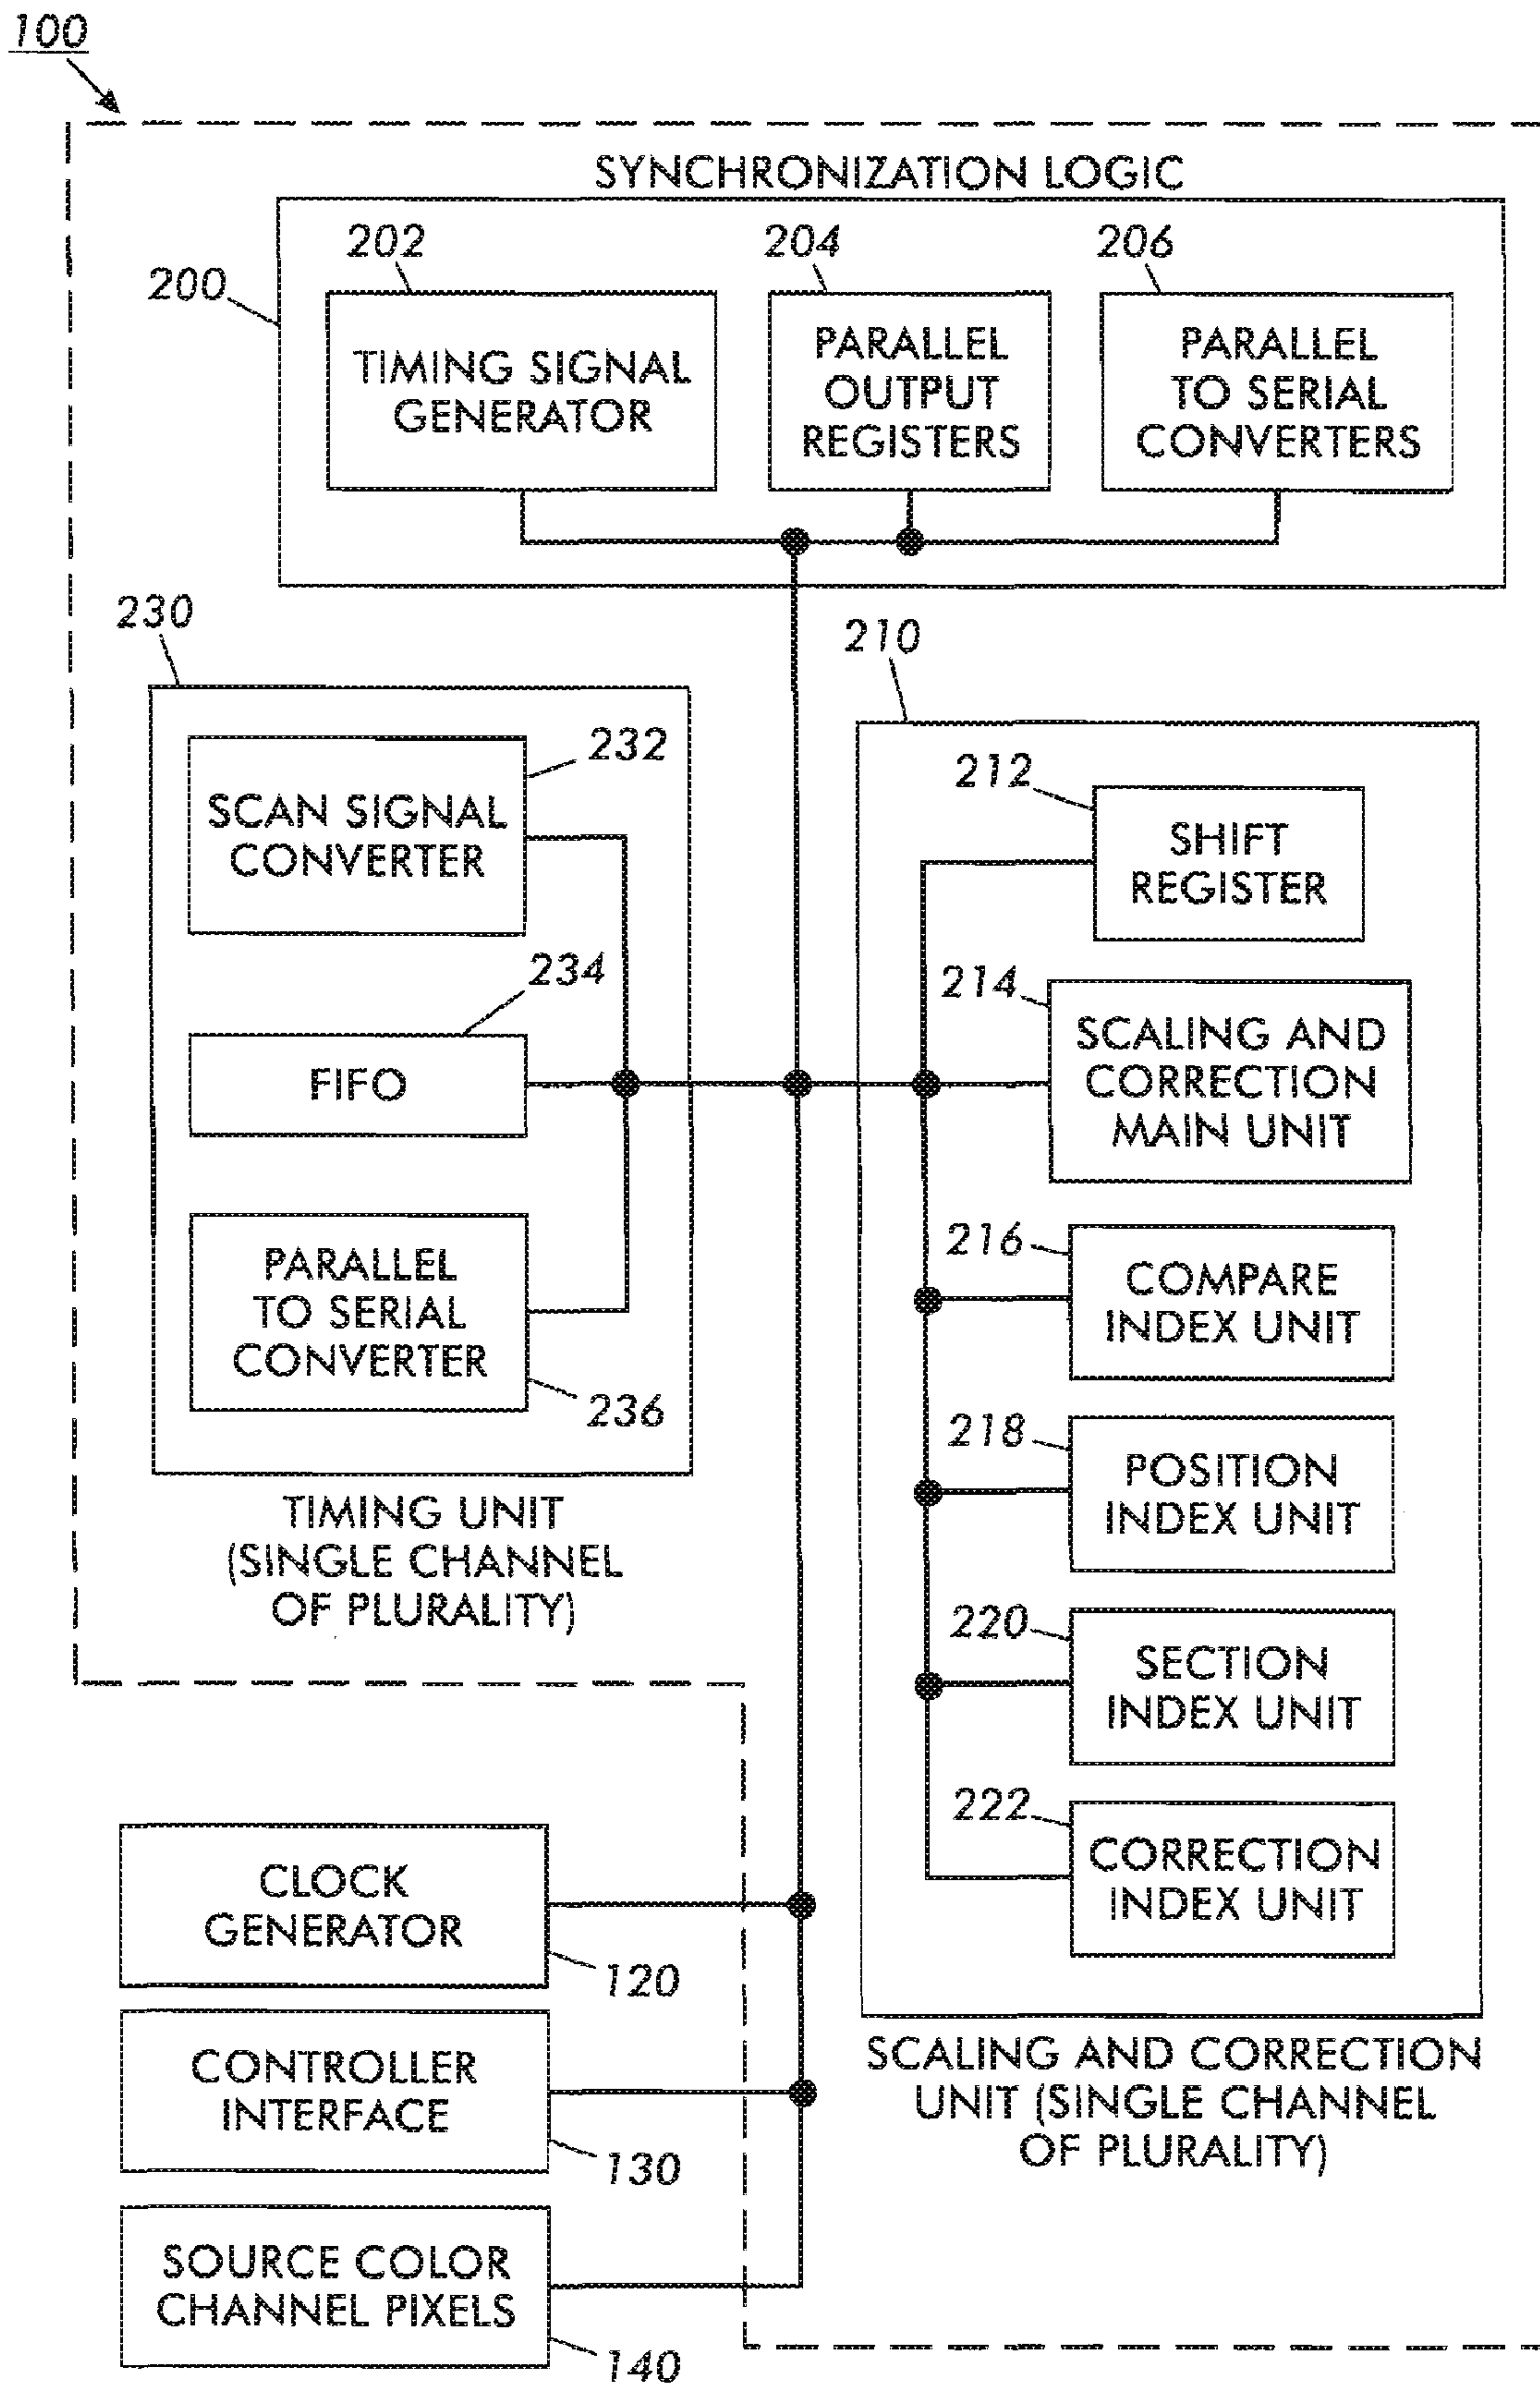 100
SYNCHRONIZATION LOGIC
200
202
TIMING SIGNAL
GENERATOR
204
PARALLEL
OUTPUT
REGISTERS
206
PARALLEL
TO SERIAL
CONVERTERS
230
232
SCAN SIGNAL
CONVERTER
234
FIFO
PARALLEL
TO SERIAL
CONVERTER
236
TIMING UNIT
(SINGLE CHANNEL
OF PLURALITY)
210
212
SHIFT
REGISTER
214
SCALING AND
CORRECTION
MAIN UNIT
216
COMPARE
INDEX UNIT
218
POSITION
INDEX UNIT
220
SECTION
INDEX UNIT
222
CORRECTION
INDEX UNIT
SCALING AND CORRECTION
UNIT (SINGLE CHANNEL
OF PLURALITY)
CLOCK
GENERATOR
120
CONTROLLER
INTERFACE
130
SOURCE COLOR
CHANNEL PIXELS
140